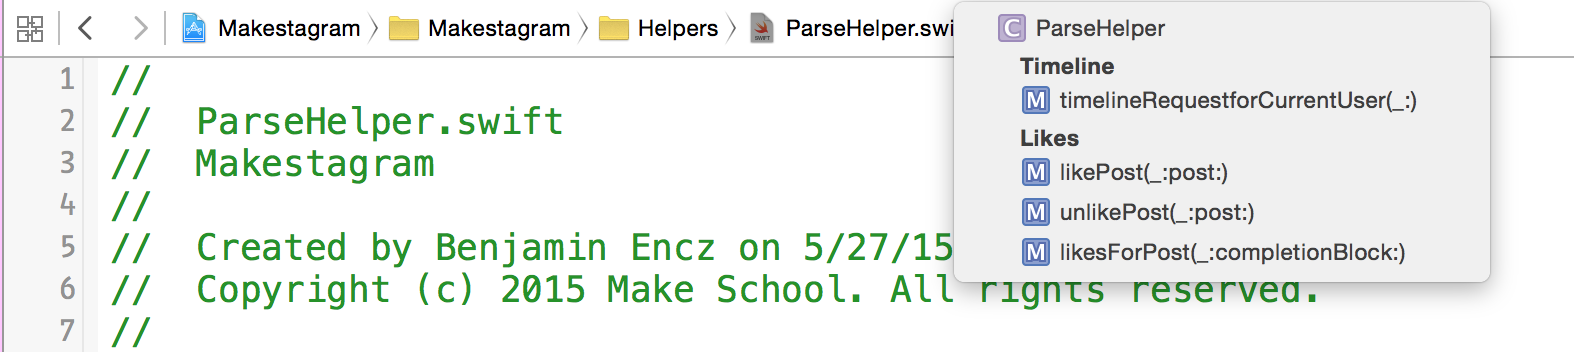 Makestagram Makestagram Helpers ParseHelper.swi
C ParseHelper
Timeline
M timelineRequestforCurrentUser(_:)
Likes
M likePost(_:post:)
M unlikePost(_:post:)
M likesForPost(_:completionBlock:)
1 //
2 // ParseHelper.swift
3 // Makestagram
4 //
5 // Created by Benjamin Encz on 5/27/15
6 // Copyright (c) 2015 Make School. All rights reserved.
7 //